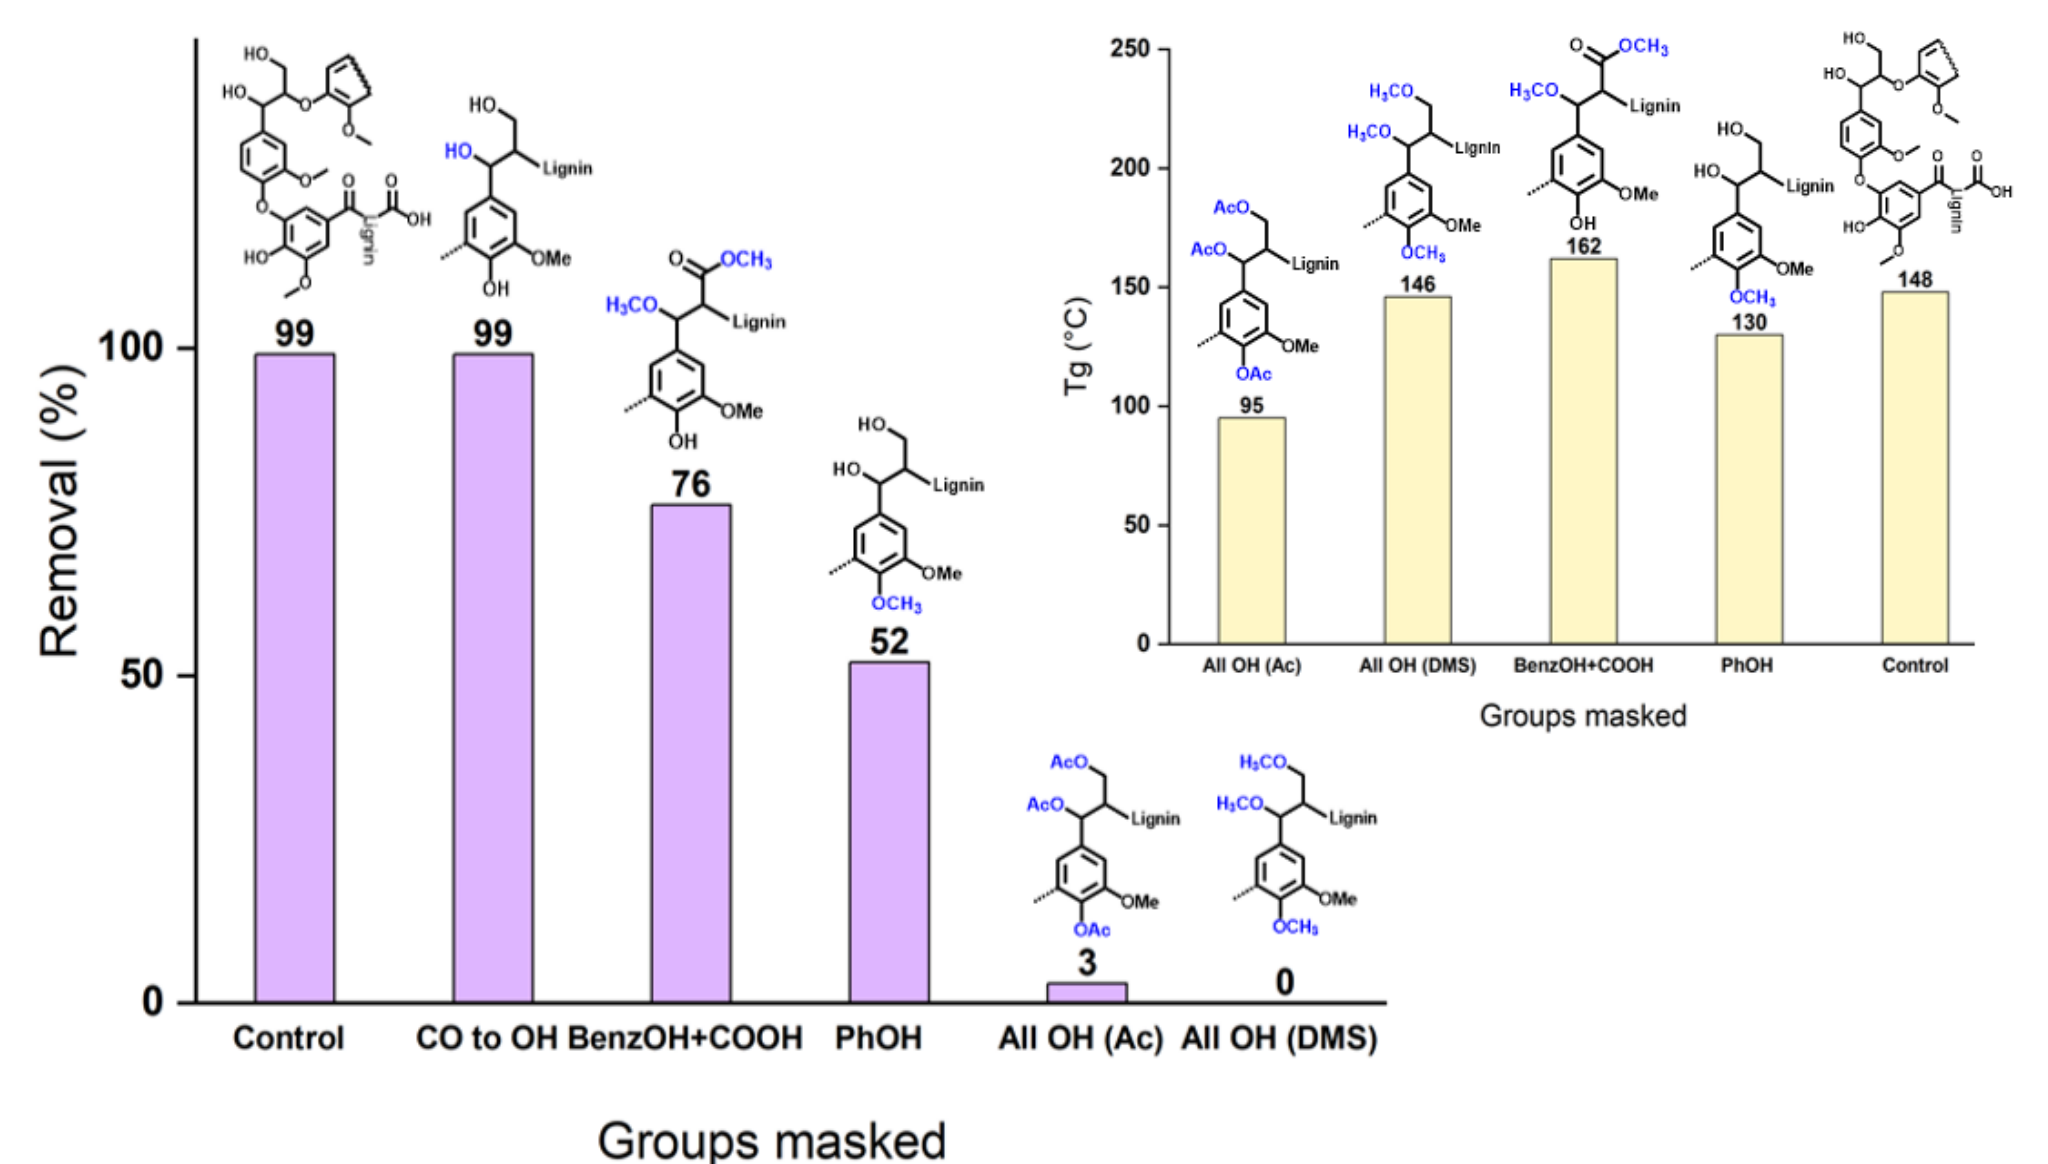 Removal (%)
100
50
0
HO
HO
O
O
O
O
O
O
OH
Lignin
HO
O
99
HO
HO
Lignin
OMe
OH
99
O
OCH3
H3CO
Lignin
OMe
OH
76
HO
HO
Lignin
OMe
OCH3
52
AcO
AcO
Lignin
OMe
OAc
3
H3CO
H3CO
Lignin
OMe
OCH3
0
Control
CO to OH
BenzOH+COOH
PhOH
All OH (Ac)
All OH (DMS)
Groups masked
Tg (°C)
250
200
150
100
50
0
AcO
AcO
Lignin
OMe
OAc
95
H3CO
H3CO
Lignin
OMe
OCH3
146
O
OCH3
H3CO
Lignin
OMe
OH
162
HO
HO
Lignin
OMe
OCH3
130
HO
HO
O
O
O
O
O
O
OH
Lignin
HO
O
148
All OH (Ac)
All OH (DMS)
BenzOH+COOH
PhOH
Control
Groups masked